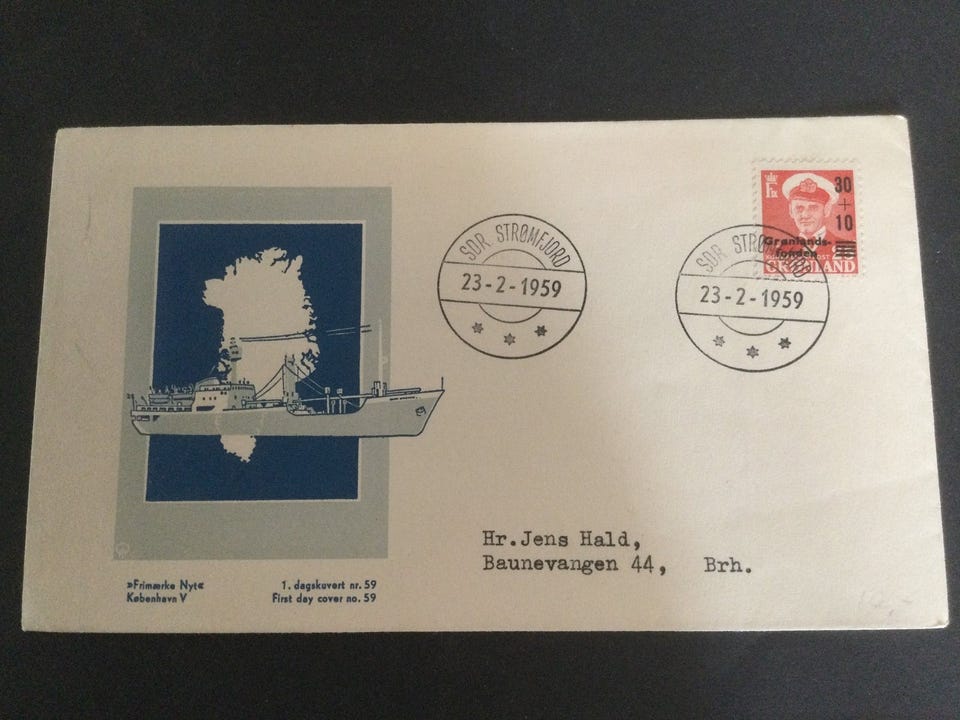 SDR. STRØMFJORD
23-2-1959
SDR. STRØMFJORD
23-2-1959
30
+
10
Grønlands-
fonden
GRØNLAND
Hr.Jens Hald,
Baunevangen 44, Brh.
»Frimærke Nyt«
København V
1. dagskuvert nr. 59
First day cover no. 59